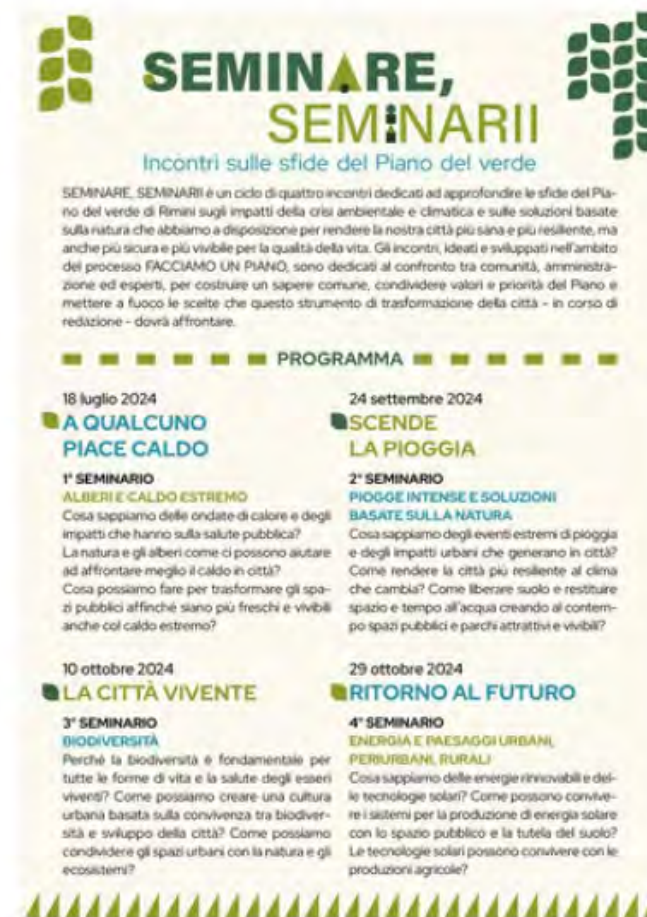 SEMINARE,
SEMINARII
Incontri sulle sfide del Piano del verde
SEMINARE, SEMINARII è un ciclo di quattro incontri dedicati ad approfondire le sfide del Pia-
no del verde di Rimini sugli impatti della crisi ambientale e climatica e sulle soluzioni basate
sulla natura che abbiamo a disposizione per rendere la nostra città più sana e più resiliente, ma
anche più sicura e più vivibile per la qualità della vita. Gli incontri, ideati e sviluppati nell'ambito
del processo FACCIAMO UN PIANO, sono dedicati al confronto tra comunità, amministra-
zione ed esperti, per costruire un sapere comune, condividere valori e priorità del Piano e
mettere a fuoco le scelte che questo strumento di trasformazione della città - in corso di
redazione - dovrà affrontare.
PROGRAMMA
18 luglio 2024
A QUALCUNO
PIACE CALDO
1° SEMINARIO
ALBERI E CALDO ESTREMO
Cosa sappiamo delle ondate di calore e degli
impatti che hanno sulla salute pubblica?
La natura e gli alberi come ci possono aiutare
ad affrontare meglio il caldo in città?
Cosa possiamo fare per trasformare gli spa-
zi pubblici affinché siano più freschi e vivibili
anche col caldo estremo?
24 settembre 2024
SCENDE
LA PIOGGIA
2° SEMINARIO
PIOGGE INTENSE E SOLUZIONI
BASATE SULLA NATURA
Cosa sappiamo degli eventi estremi di pioggia
e degli impatti urbani che generano in città?
Come rendere la città più resiliente al clima
che cambia? Come liberare suolo e restituire
spazio e tempo all'acqua creando al contem-
po spazi pubblici e parchi attrattivi e vivibili?
10 ottobre 2024
LA CITTÀ VIVENTE
3° SEMINARIO
BIODIVERSITÀ
Perché la biodiversità è fondamentale per
tutte le forme di vita e la salute degli esseri
viventi? Come possiamo creare una cultura
urbana basata sulla convivenza tra biodiver-
sità e sviluppo della città? Come possiamo
condividere gli spazi urbani con la natura e gli
ecosistemi?
29 ottobre 2024
RITORNO AL FUTURO
4° SEMINARIO
ENERGIA E PAESAGGI URBANI,
PERIURBANI, RURALI
Cosa sappiamo delle energie rinnovabili e del-
le tecnologie solari? Come possono convive-
re i sistemi per la produzione di energia solare
con lo spazio pubblico e la tutela del suolo?
Le tecnologie solari possono convivere con le
produzioni agricole?